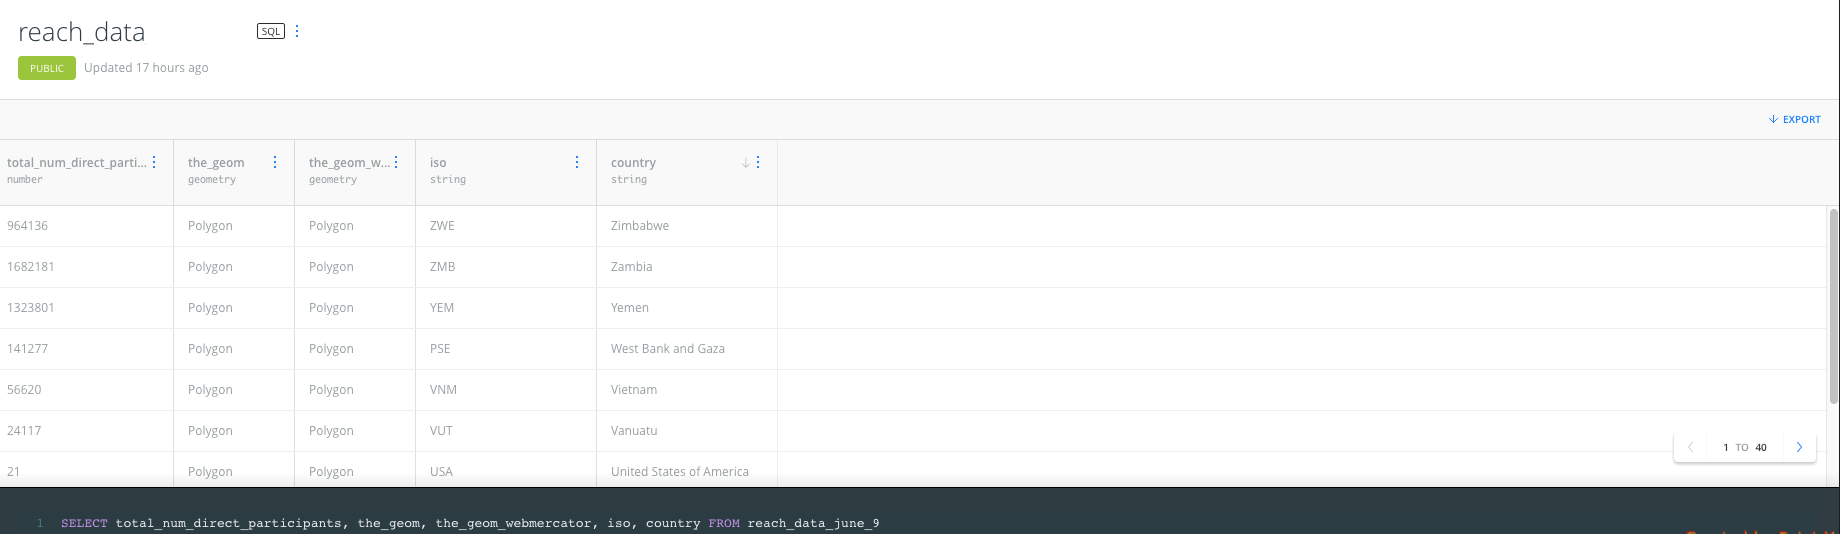 reach_data SQL
PUBLIC Updated 17 hours ago
EXPORT
total_num_direct_parti... the_geom the_geom_w... iso country
number geometry geometry string string
964136 Polygon Polygon ZWE Zimbabwe
1682181 Polygon Polygon ZMB Zambia
1323801 Polygon Polygon YEM Yemen
141277 Polygon Polygon PSE West Bank and Gaza
56620 Polygon Polygon VNM Vietnam
24117 Polygon Polygon VUT Vanuatu
1 TO 40
21 Polygon Polygon USA United States of America
1 SELECT total_num_direct_participants, the_geom, the_geom_webmercator, iso, country FROM reach_data_june_9